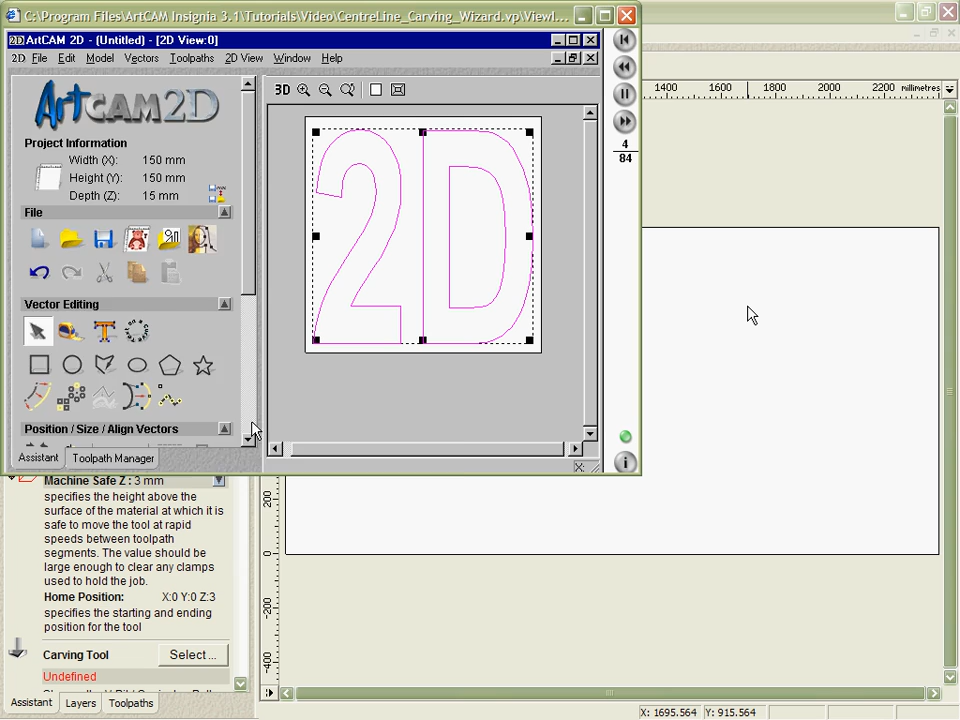 C:\Program Files\ArtCAM Insignia 3.1\Tutorials\Video\CentreLine_Carving_Wizard.vp\ViewI...
2D ArtCAM 2D - (Untitled) - [2D View:0]
2D File Edit Model Vectors Toolpaths 2D View Window Help
ArtCAM2D
3D
Project Information
Width (X): 150 mm
Height (Y): 150 mm
Depth (Z): 15 mm
File
Vector Editing
Position / Size / Align Vectors
Assistant Toolpath Manager
X:
2D
4
84
1400 1600 1800 2000 2200 millimetres
200
0
-200
-400
Machine Safe Z : 3 mm
specifies the height above the
surface of the material at which it is
safe to move the tool at rapid
speeds between toolpath
segments. The value should be
large enough to clear any clamps
used to hold the job.
Home Position: X:0 Y:0 Z:3
specifies the starting and ending
position for the tool
Carving Tool Select ...
Undefined
Assistant Layers Toolpaths
X: 1695.564 Y: 915.564